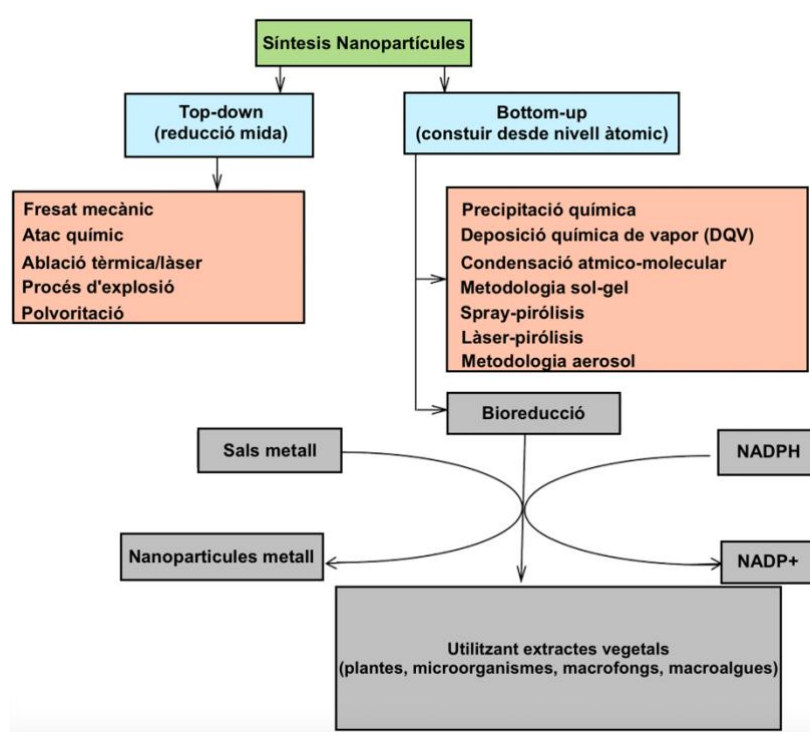 Síntesis Nanopartícules
Top-down
(reducció mida)
Bottom-up
(constuir desde nivell àtomic)
Fresat mecànic
Atac químic
Ablació tèrmica/làser
Procés d'explosió
Polvoritació
Precipitació química
Deposició química de vapor (DQV)
Condensació atmico-molecular
Metodologia sol-gel
Spray-pirólisis
Làser-pirólisis
Metodologia aerosol
Bioreducció
Sals metall
NADPH
Nanoparticules metall
NADP+
Utilitzant extractes vegetals
(plantes, microorganismes, macrofongs, macroalgues)